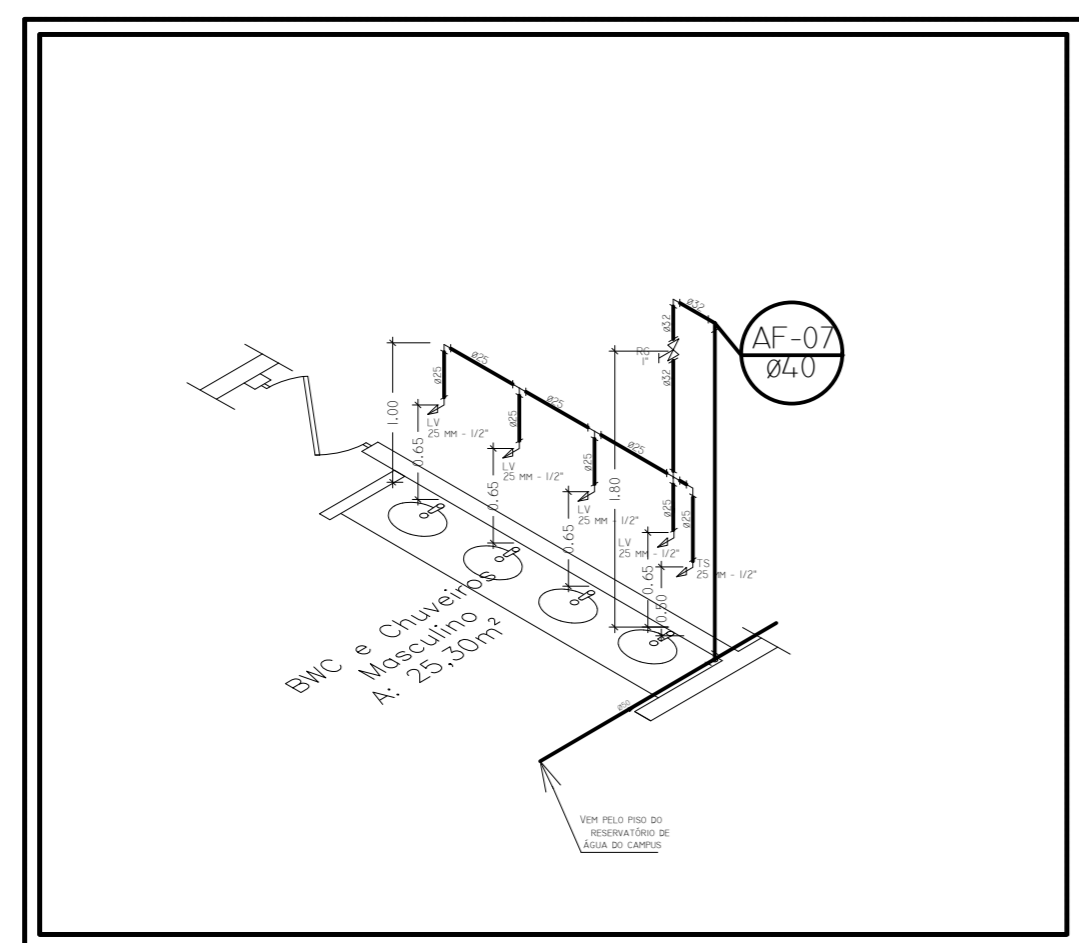 ø32
AF-07
ø40
ø32
RG
1"
ø32
ø25
ø25
ø25
ø25
ø25
ø25
ø25
ø25
1.00
0.65
LV
25 MM - 1/2"
0.65
LV
25 MM - 1/2"
0.65
LV
25 MM - 1/2"
1.80
LV
25 MM - 1/2"
0.65
TS
25 MM - 1/2"
0.50
BWC e Chuveiros
Masculino
A: 25,30m²
ø50
VEM PELO PISO DO
RESERVATÓRIO DE
ÁGUA DO CAMPUS